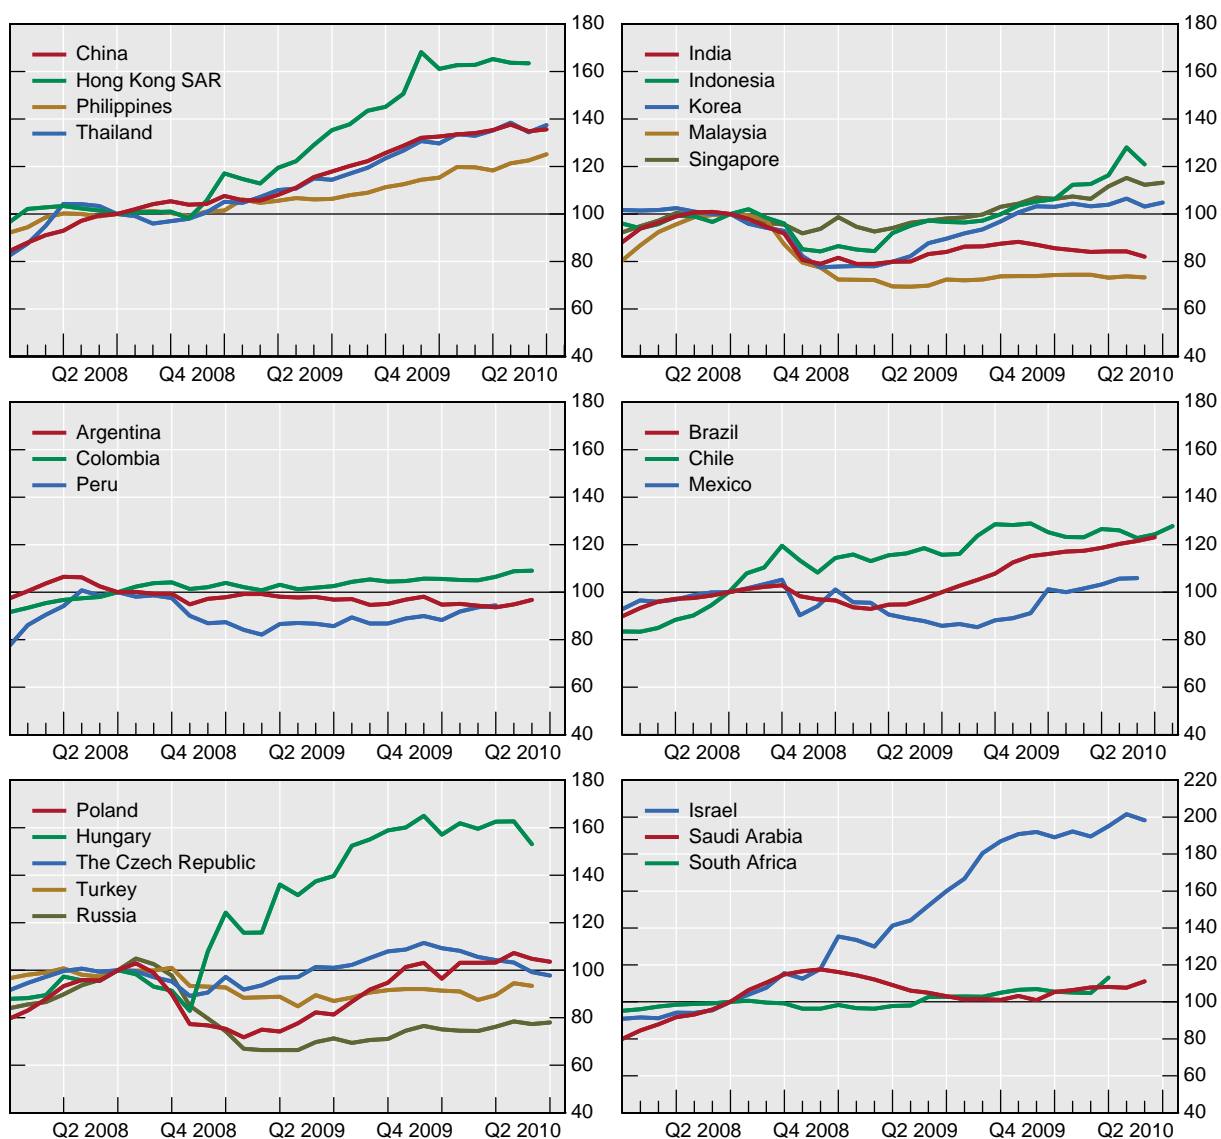 China
Hong Kong SAR
Philippines
Thailand
180
160
140
120
100
80
60
40
Q2 2008 Q4 2008 Q2 2009 Q4 2009 Q2 2010
India
Indonesia
Korea
Malaysia
Singapore
180
160
140
120
100
80
60
40
Q2 2008 Q4 2008 Q2 2009 Q4 2009 Q2 2010
Argentina
Colombia
Peru
180
160
140
120
100
80
60
40
Q2 2008 Q4 2008 Q2 2009 Q4 2009 Q2 2010
Brazil
Chile
Mexico
180
160
140
120
100
80
60
40
Q2 2008 Q4 2008 Q2 2009 Q4 2009 Q2 2010
Poland
Hungary
The Czech Republic
Turkey
Russia
180
160
140
120
100
80
60
40
Q2 2008 Q4 2008 Q2 2009 Q4 2009 Q2 2010
Israel
Saudi Arabia
South Africa
220
200
180
160
140
120
100
80
60
40
Q2 2008 Q4 2008 Q2 2009 Q4 2009 Q2 2010